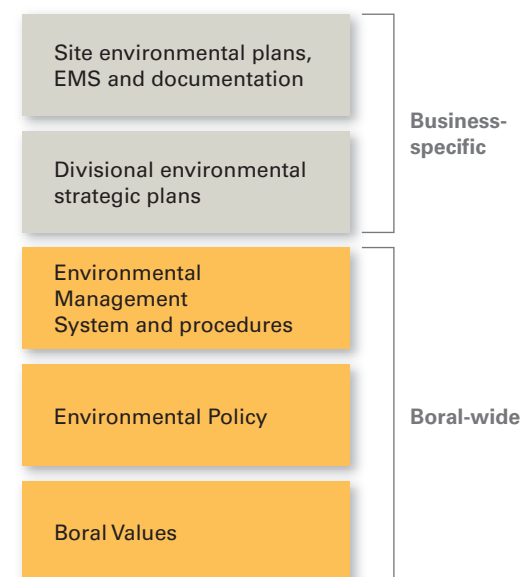 Site environmental plans,
EMS and documentation
Divisional environmental
strategic plans
Business-
specific
Environmental
Management
System and procedures
Environmental Policy
Boral Values
Boral-wide